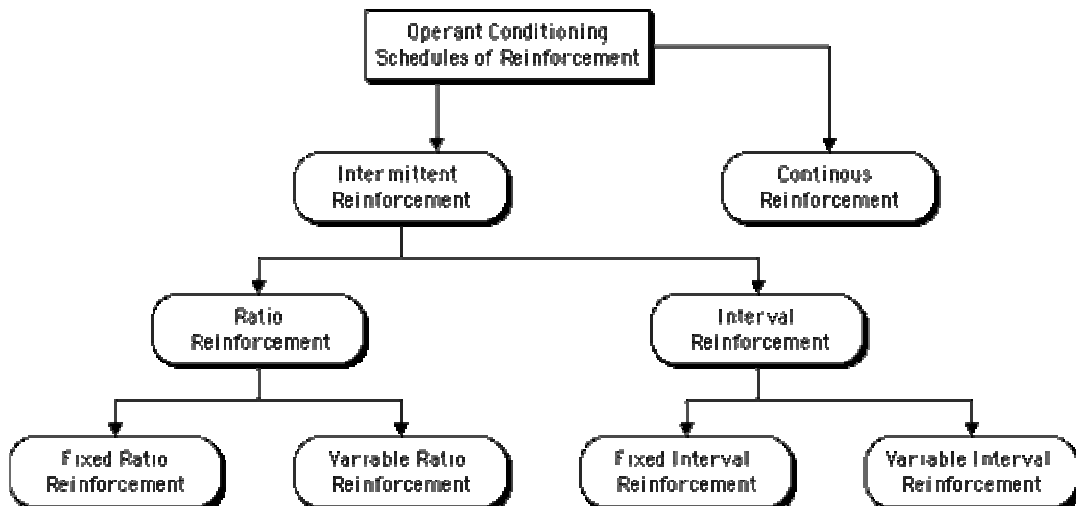 Operant Conditioning
Schedules of Reinforcement
Intermittent
Reinforcement
Continous
Reinforcement
Ratio
Reinforcement
Interval
Reinforcement
Fixed Ratio
Reinforcement
Variable Ratio
Reinforcement
Fixed Interval
Reinforcement
Variable Interval
Reinforcement